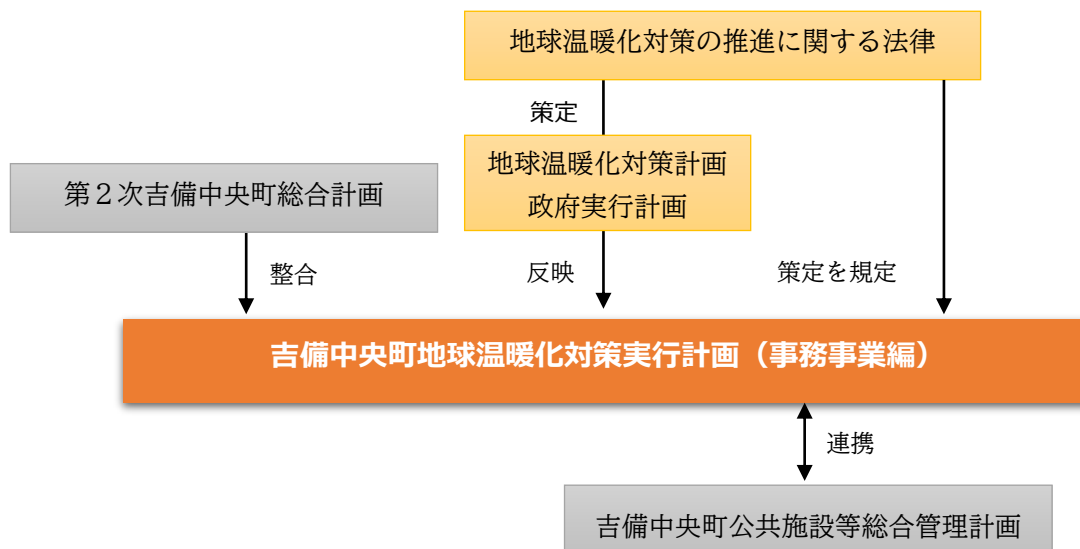 地球温暖化対策の推進に関する法律
策定
地球温暖化対策計画
政府実行計画
第２次吉備中央町総合計画
整合
反映
策定を規定
吉備中央町地球温暖化対策実行計画（事務事業編）
連携
吉備中央町公共施設等総合管理計画